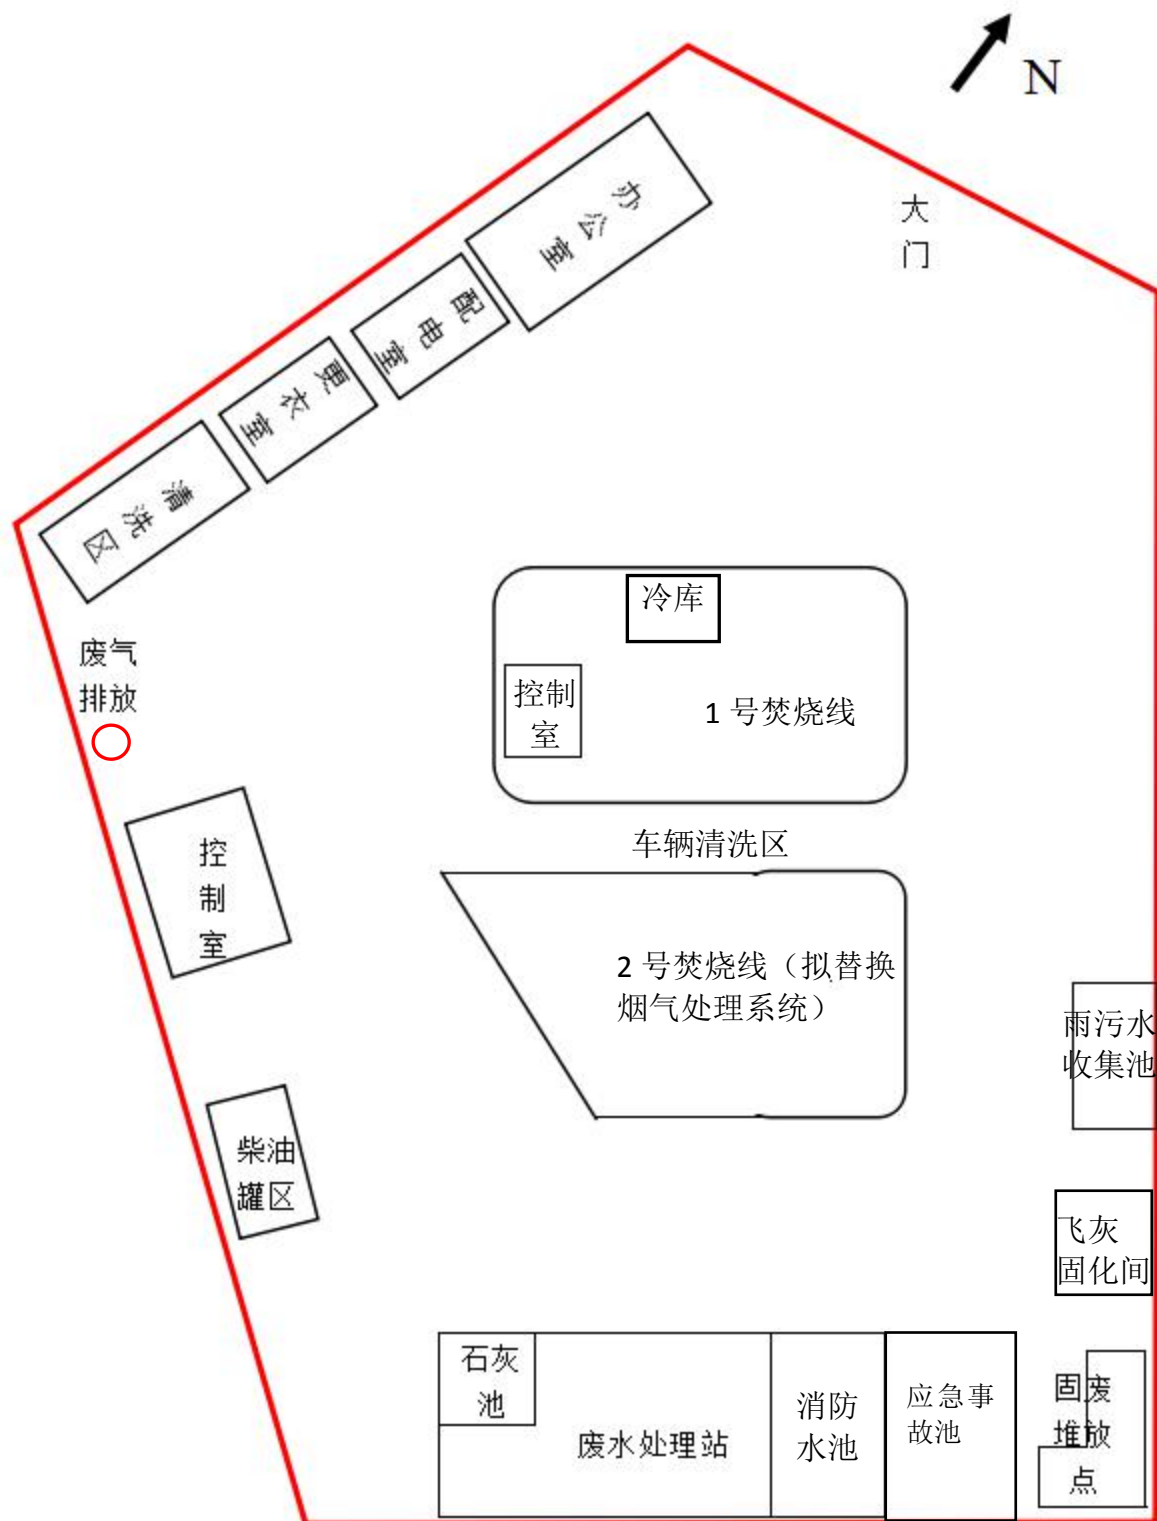 N
大
门
办公室
配电室
更衣室
清洗区
废气
排放
冷库
控制
室
1 号焚烧线
车辆清洗区
控
制
室
2 号焚烧线（拟替换
烟气处理系统）
雨污水
收集池
柴油
罐区
飞灰
固化间
石灰
池
废水处理站
消防
水池
应急事
故池
固废
堆放
点